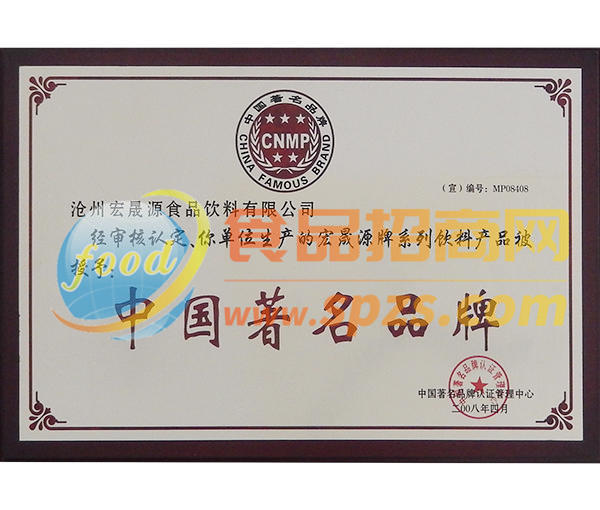 中国著名品牌
CNMP
CHINA FAMOUS BRAND
（宣）编号：MP08408
沧州宏晟源食品饮料有限公司
经审核认定、你单位生产的宏晟源牌系列饮料产品被
授予：
中国著名品牌
food
食品招商网
www.spzs.com
中国著名品牌认证管理中心
二00八年四月